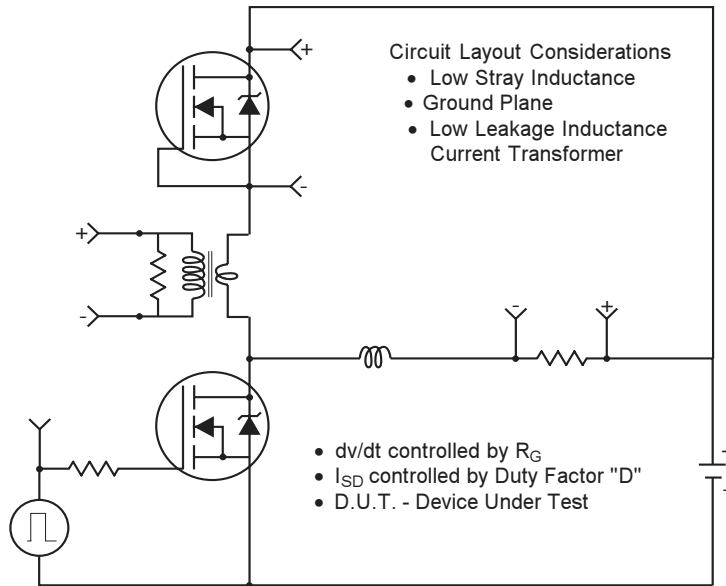 +
Circuit Layout Considerations
• Low Stray Inductance
• Ground Plane
• Low Leakage Inductance
Current Transformer
-
+
-
-
+
• dv/dt controlled by RG
• ISD controlled by Duty Factor "D"
• D.U.T. - Device Under Test